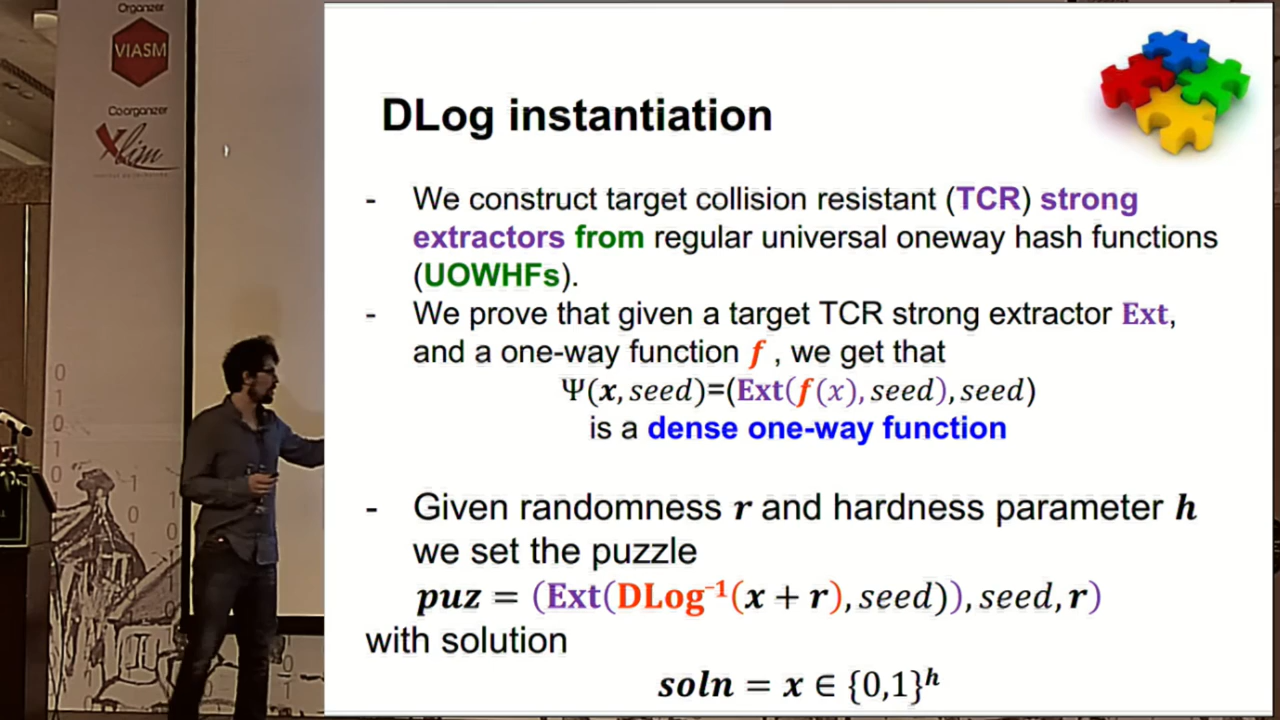 Organizer
VIASM
Coorganizer
Xlim
DLog instantiation
- We construct target collision resistant (TCR) strong
extractors from regular universal oneway hash functions
(UOWHFs).
- We prove that given a target TCR strong extractor Ext,
and a one-way function f , we get that
Ψ(x, seed)=(Ext(f(x), seed), seed)
is a dense one-way function
- Given randomness r and hardness parameter h
we set the puzzle
puz = (Ext(DLog⁻¹(x + r), seed)), seed, r)
with solution
soln = x ∈ {0,1}ʰ